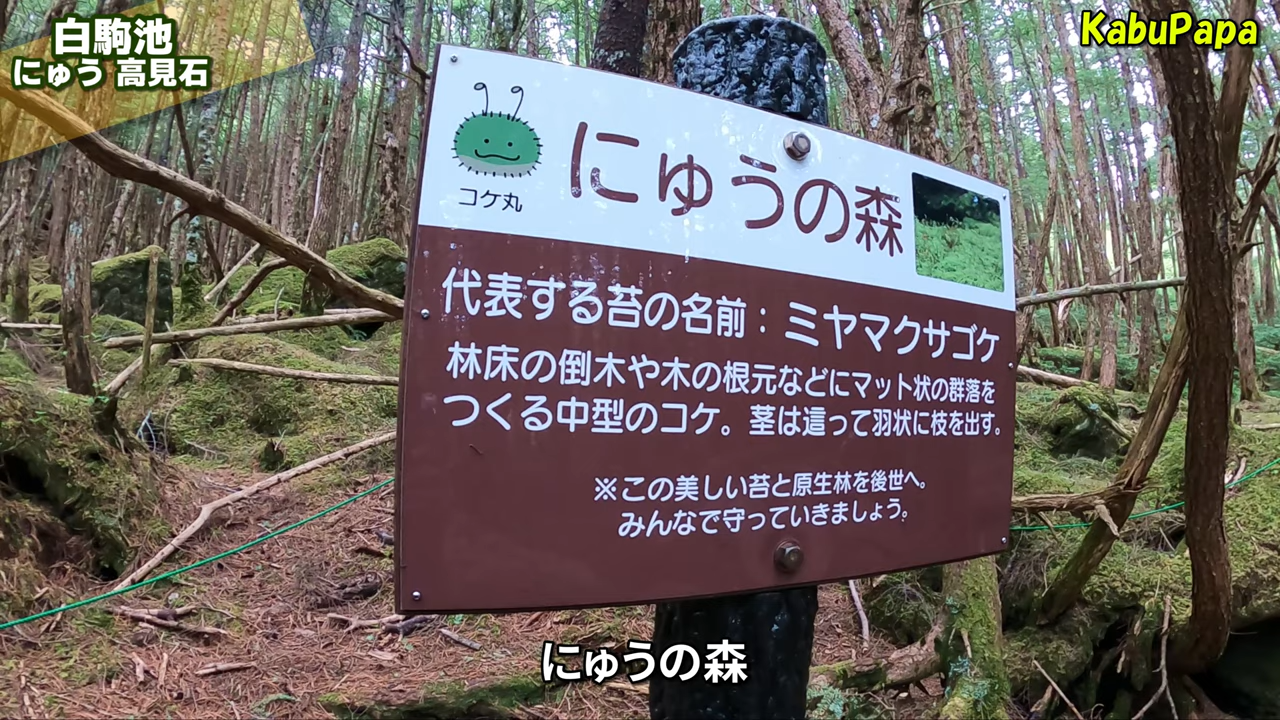 白駒池
にゅう 高見石
KabuPapa
コケ丸
にゅうの森
代表する苔の名前：ミヤマクサゴケ
林床の倒木や木の根元などにマット状の群落を
つくる中型のコケ。茎は這って羽状に枝を出す。
※この美しい苔と原生林を後世へ。
みんなで守っていきましょう。
にゅうの森